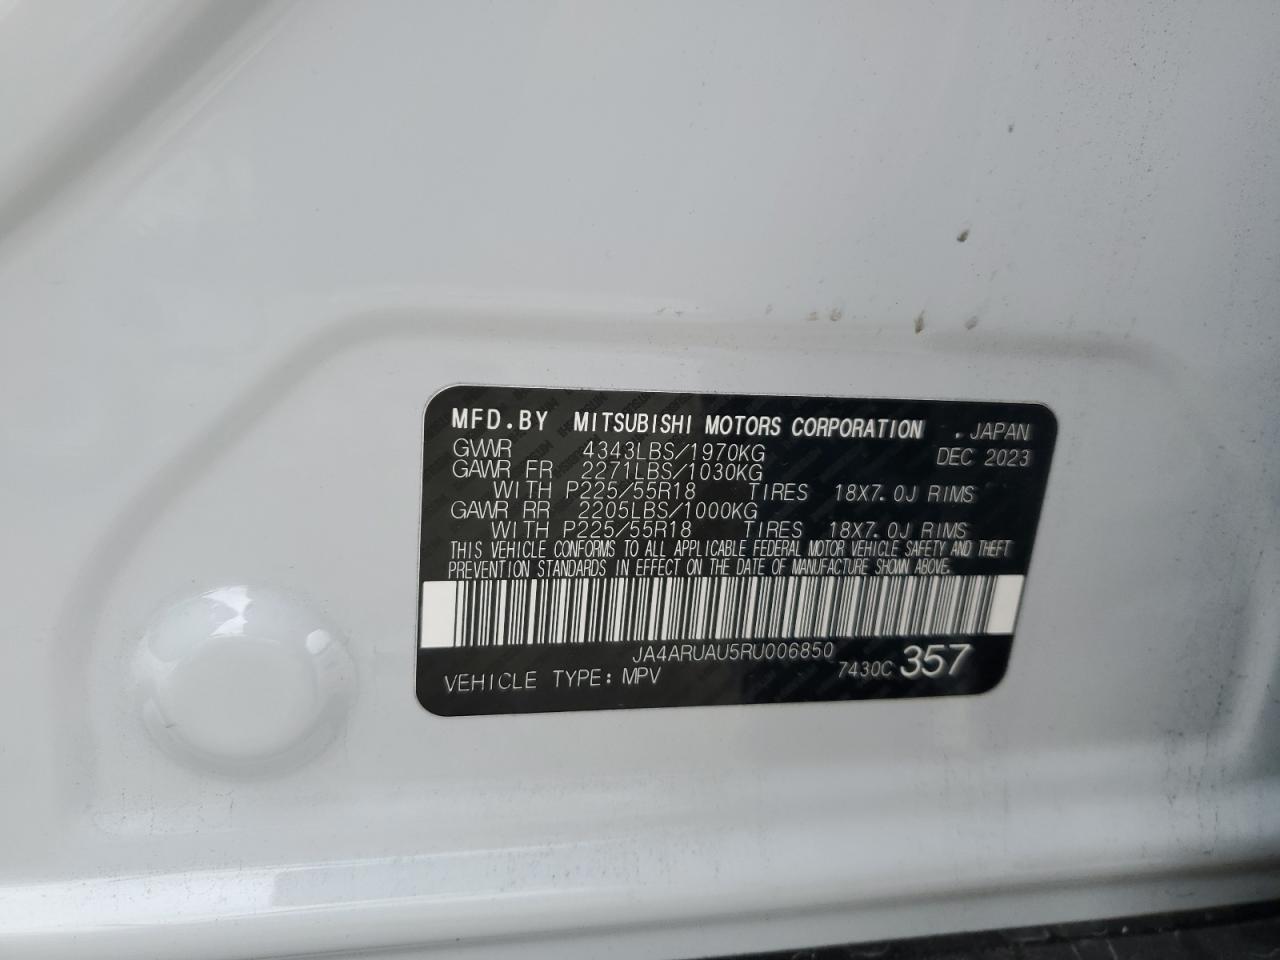 MFD.BY MITSUBISHI MOTORS CORPORATION . JAPAN
GVWR 4343LBS/1970KG DEC 2023
GAWR FR 2271LBS/1030KG
WITH P225/55R18 TIRES 18X7.0J RIMS
GAWR RR 2205LBS/1000KG
WITH P225/55R18 TIRES 18X7.0J RIMS
THIS VEHICLE CONFORMS TO ALL APPLICABLE FEDERAL MOTOR VEHICLE SAFETY AND THEFT
PREVENTION STANDARDS IN EFFECT ON THE DATE OF MANUFACTURE SHOWN ABOVE.
JA4ARUAU5RU006850
VEHICLE TYPE: MPV 7430C 357